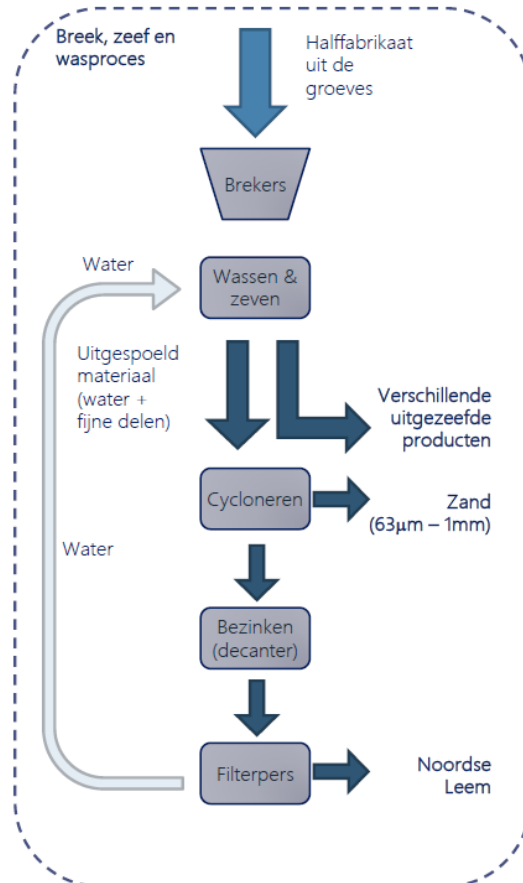 Breek, zeef en
wasproces
Halffabrikaat
uit de
groeves
Brekers
Water
Wassen &
zeven
Uitgespoeld
materiaal
(water +
fijne delen)
Verschillende
uitgezeefde
producten
Cycloneren
Zand
(63μm – 1mm)
Water
Bezinken
(decanter)
Filterpers
Noordse
Leem